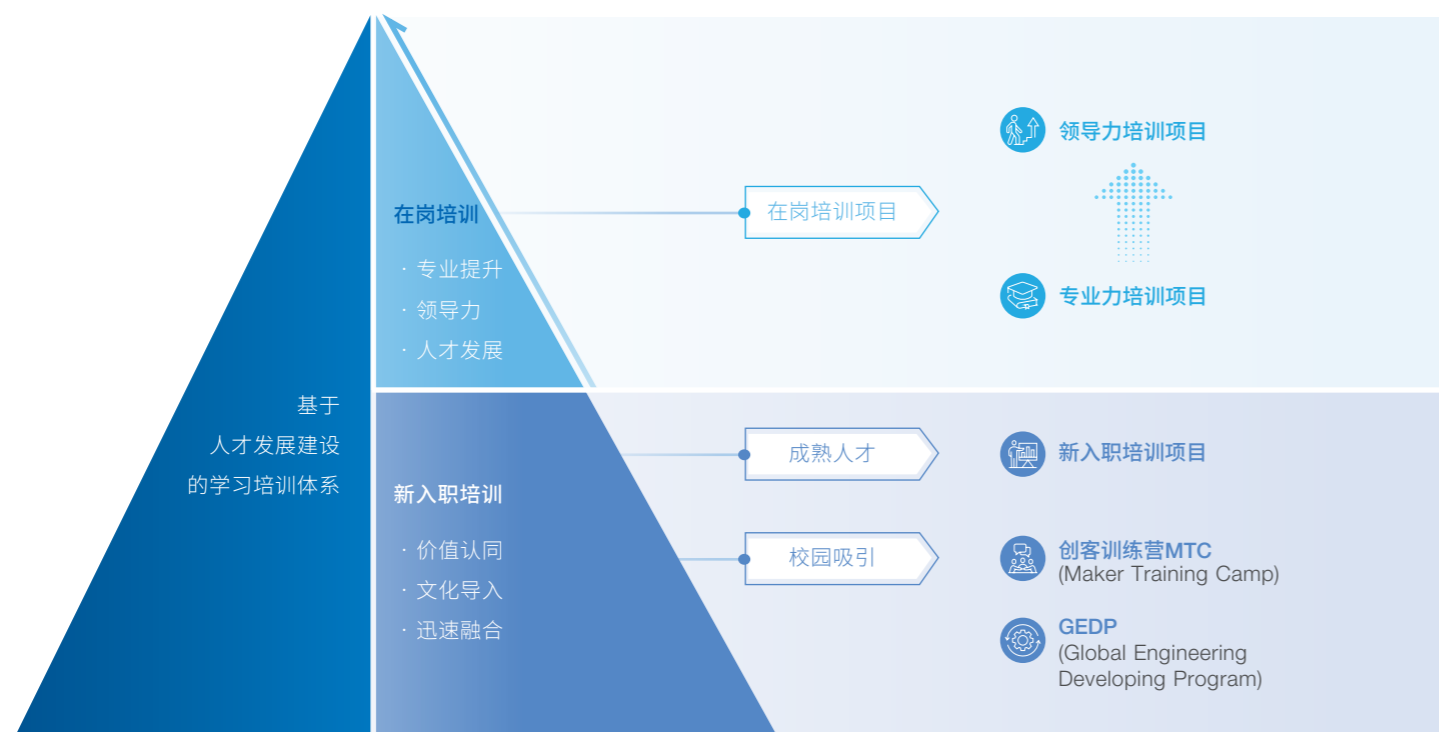 基于
人才发展建设
的学习培训体系
在岗培训
· 专业提升
· 领导力
· 人才发展
在岗培训项目
领导力培训项目
专业力培训项目
新入职培训
· 价值认同
· 文化导入
· 迅速融合
成熟人才
新入职培训项目
校园吸引
创客训练营MTC
(Maker Training Camp)
GEDP
(Global Engineering
Developing Program)